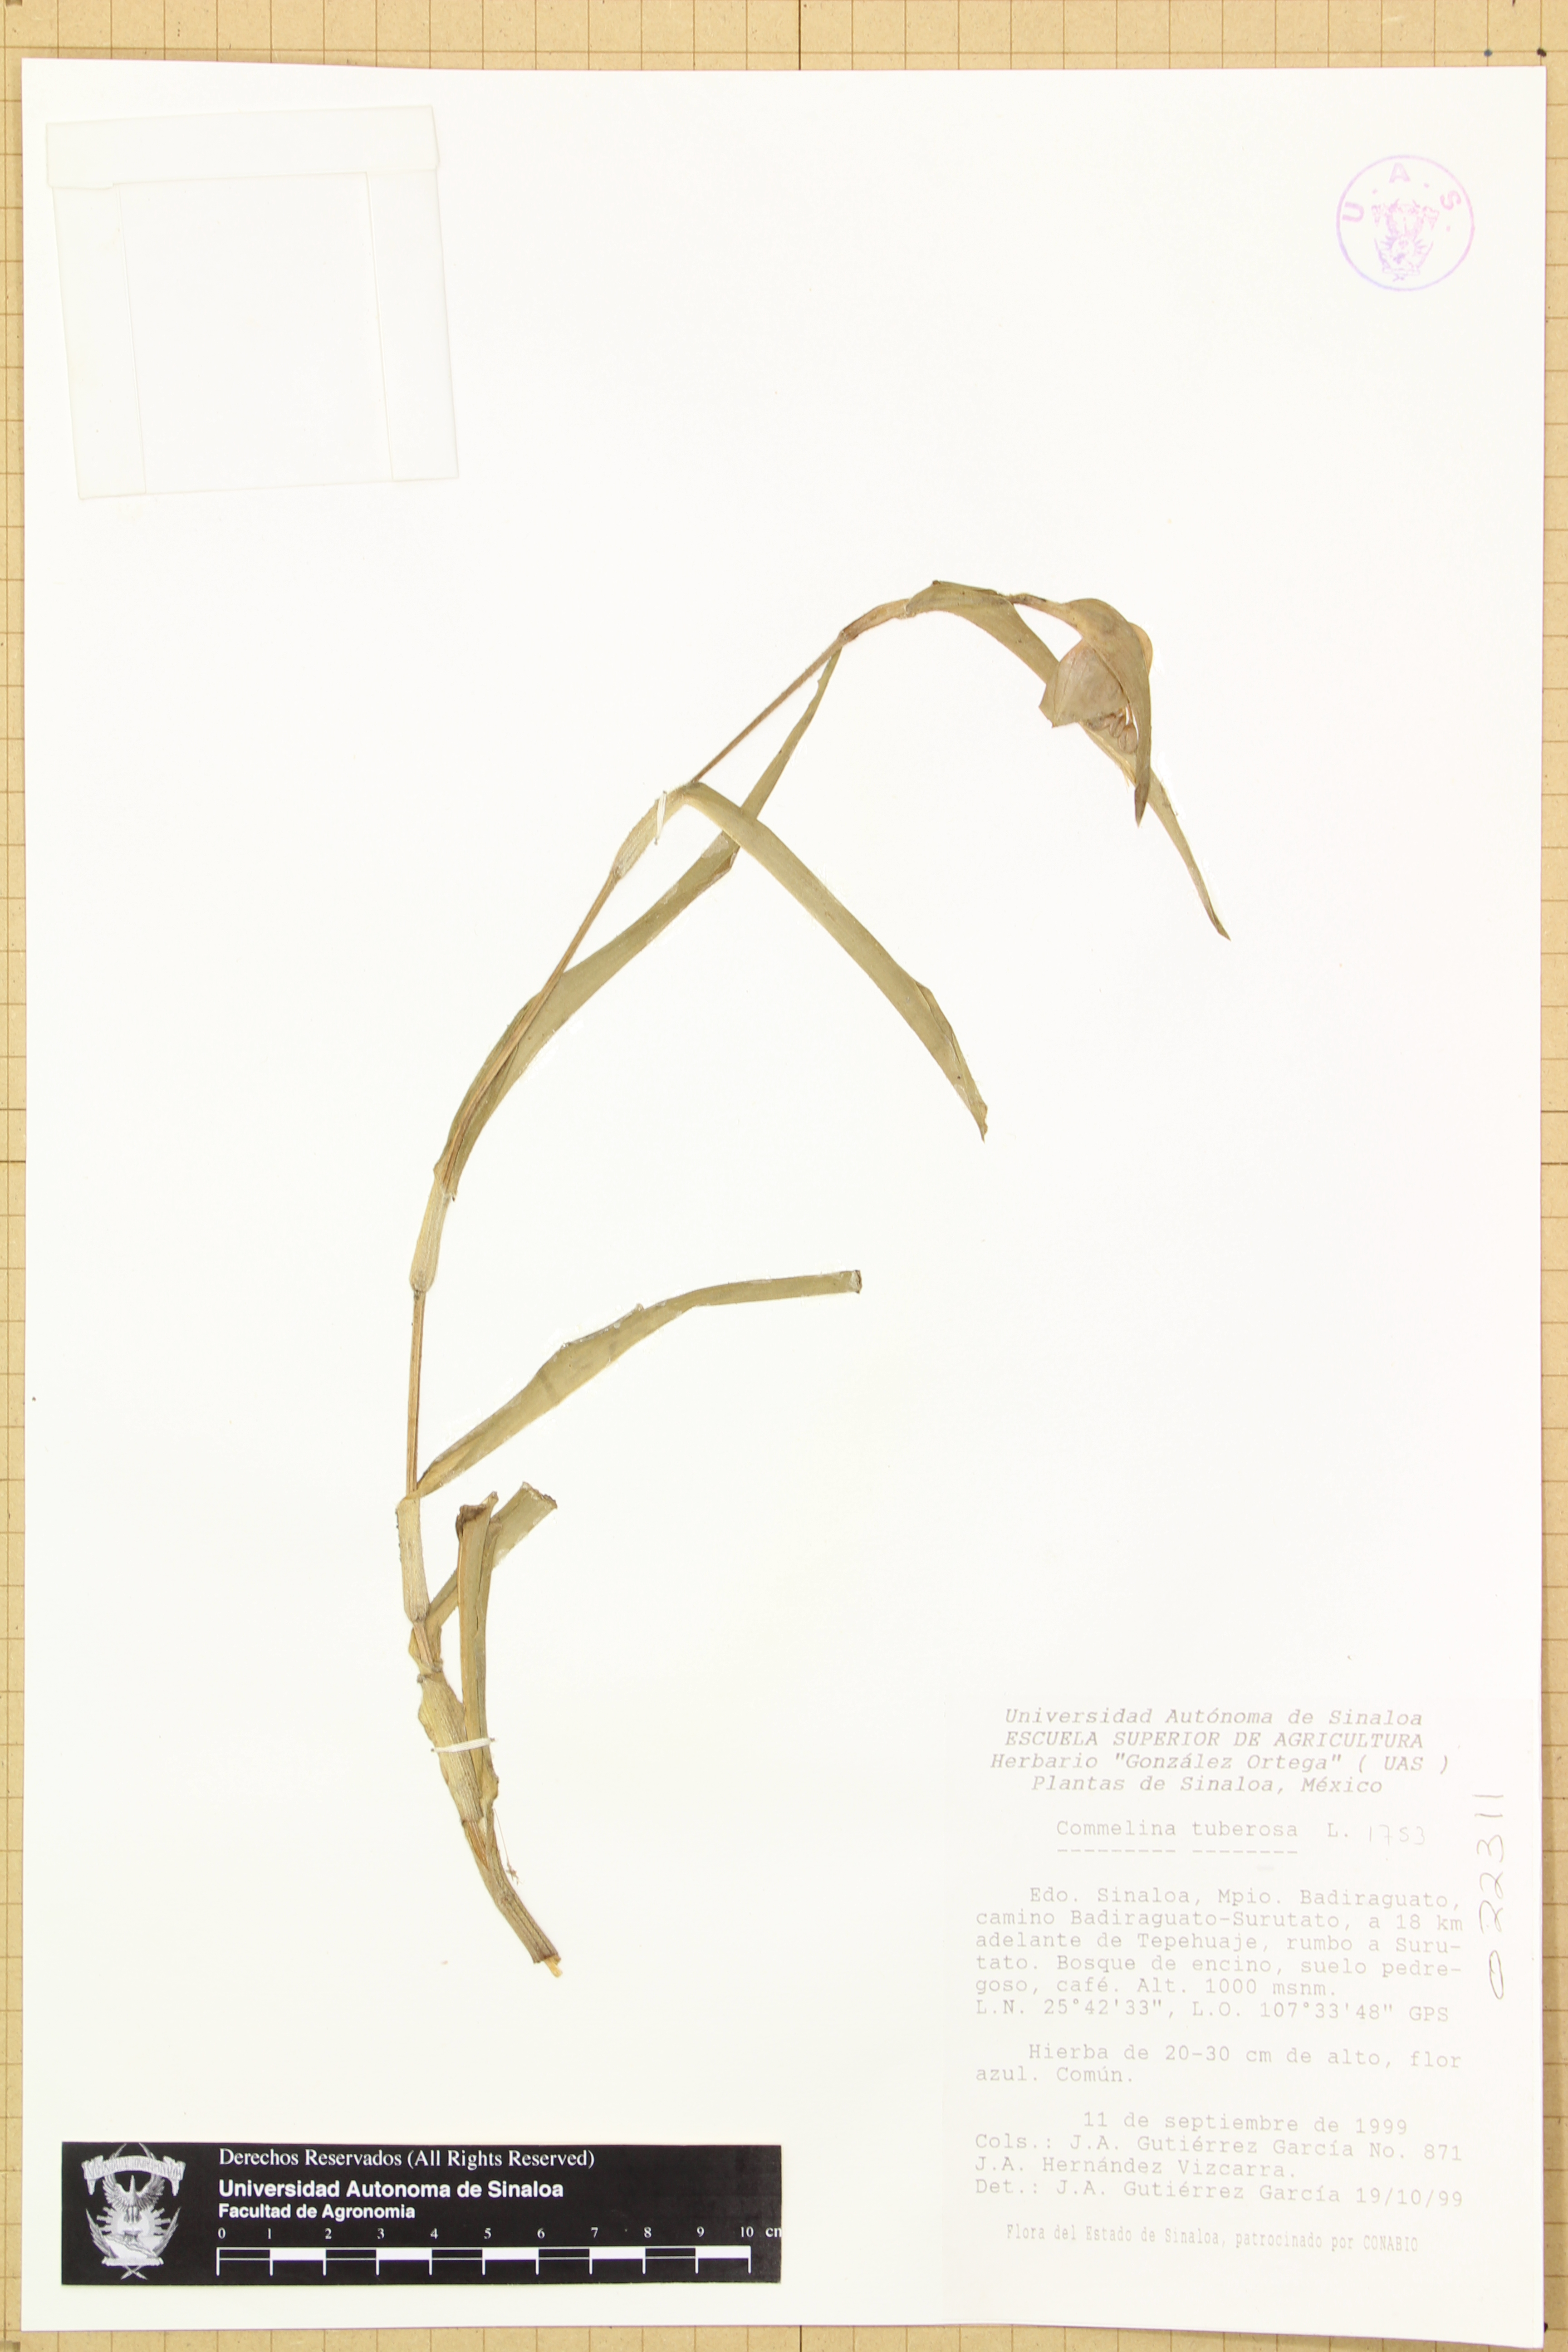 U. A. S.
Universidad Autónoma de Sinaloa
ESCUELA SUPERIOR DE AGRICULTURA
Herbario "González Ortega" ( UAS )
Plantas de Sinaloa, México
Commelina tuberosa L. 1753
Edo. Sinaloa, Mpio. Badiraguato,
camino Badiraguato-Surutato, a 18 km
adelante de Tepehuaje, rumbo a Suru-
tato. Bosque de encino, suelo pedre-
goso, café. Alt. 1000 msnm.
L.N. 25°42'33", L.O. 107°33'48" GPS
Hierba de 20-30 cm de alto, flor
azul. Común.
11 de septiembre de 1999
Cols.: J.A. Gutiérrez García No. 871
J.A. Hernández Vizcarra.
Det.: J.A. Gutiérrez García 19/10/99
Flora del Estado de Sinaloa, patrocinado por CONABIO
022311
Derechos Reservados (All Rights Reserved)
Universidad Autonoma de Sinaloa
Facultad de Agronomia
0 1 2 3 4 5 6 7 8 9 10 cm